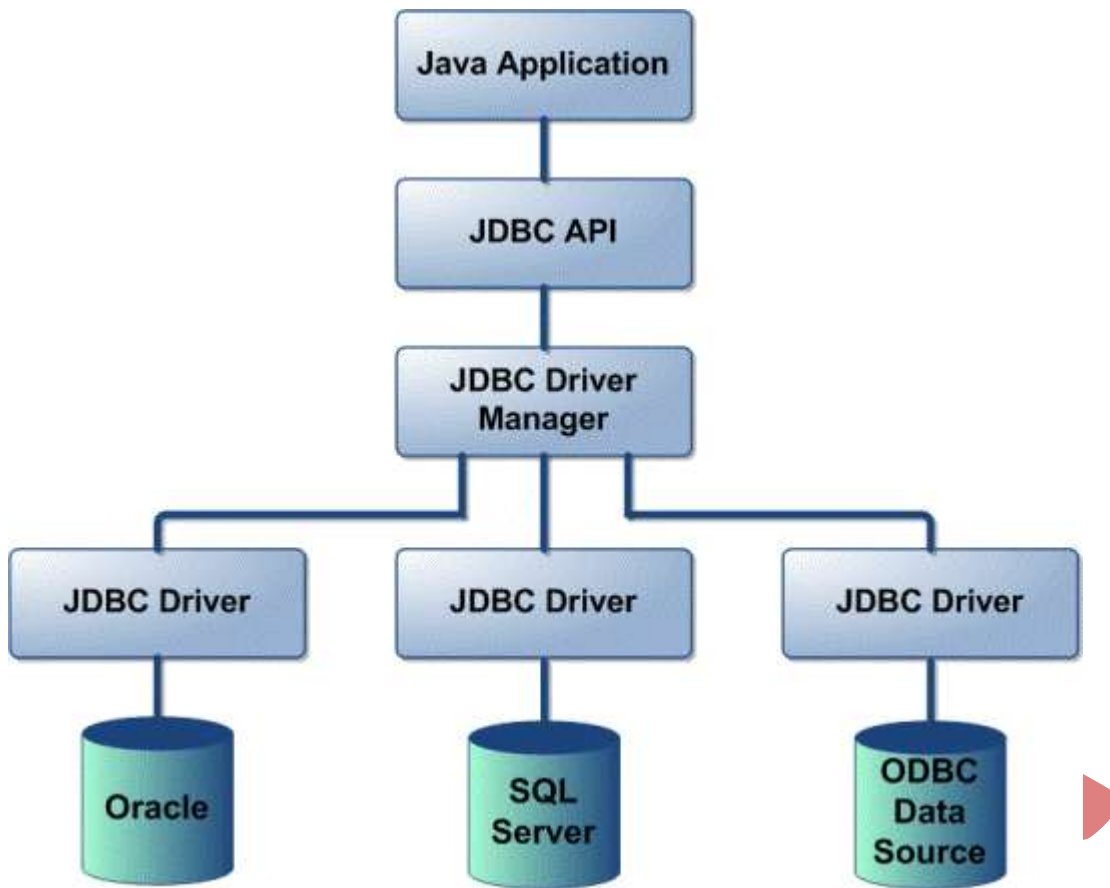 Java Application
JDBC API
JDBC Driver
Manager
JDBC Driver
JDBC Driver
JDBC Driver
Oracle
SQL
Server
ODBC
Data
Source